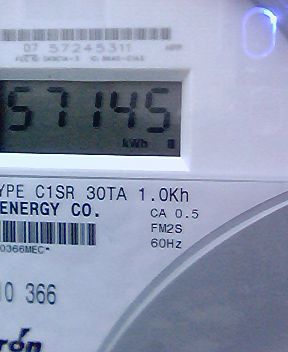 07 57245311
57145
kWh
YPE C1SR 30TA 1.0Kh
ENERGY CO.
CA 0.5
FM2S
60Hz
0366MEC*
10 366
rón